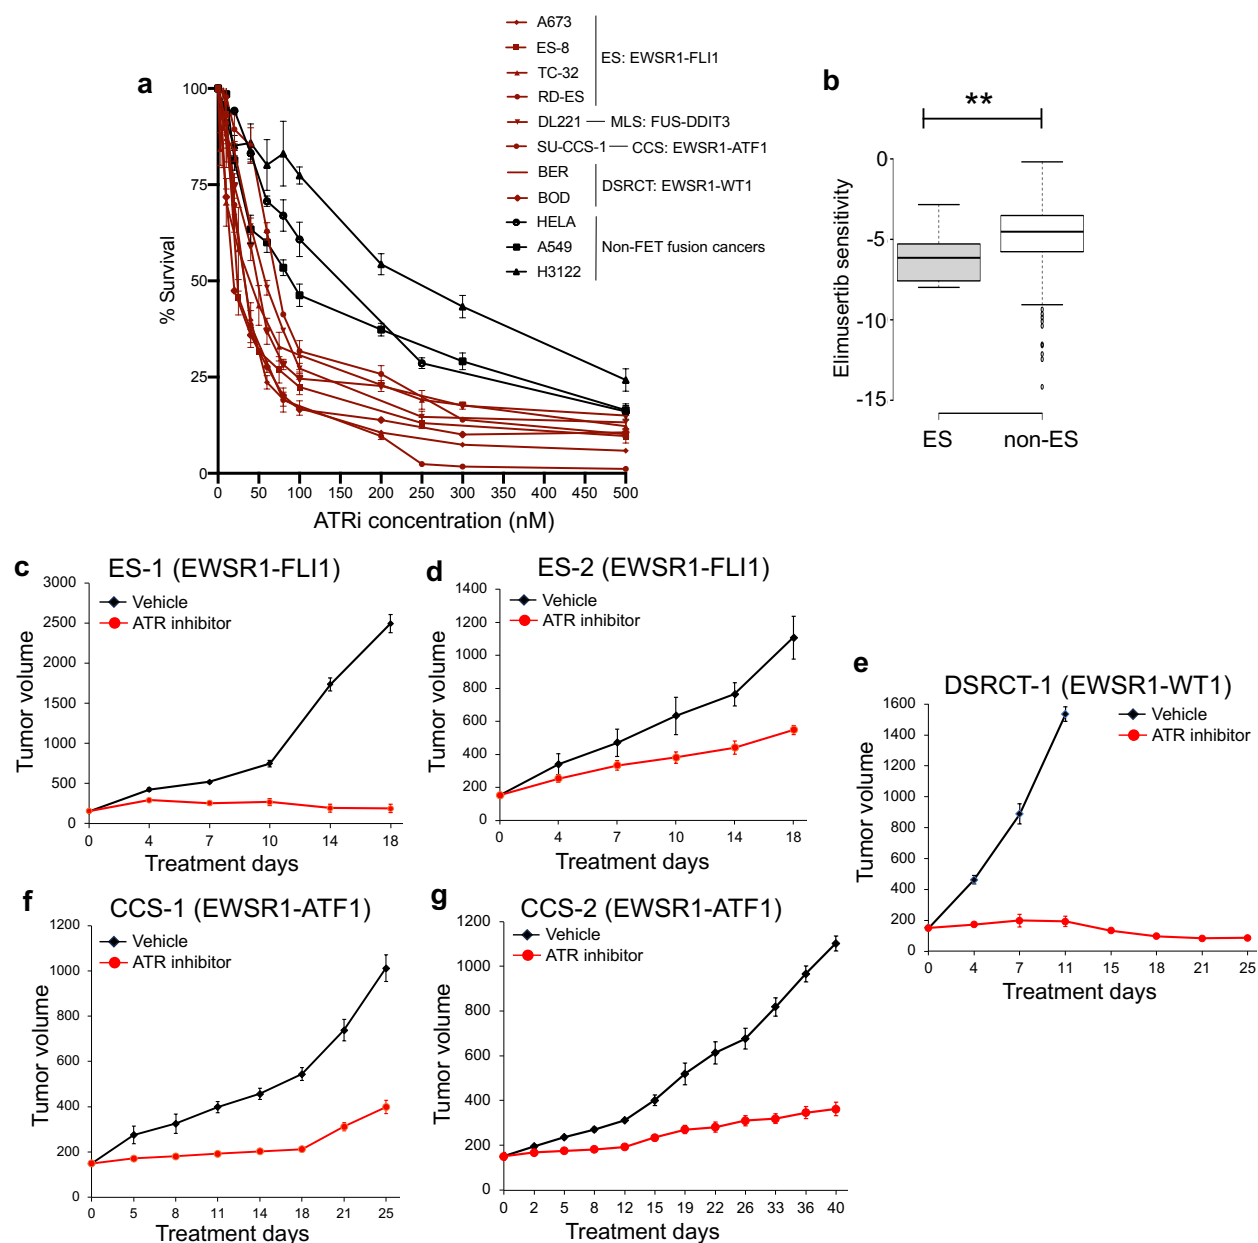 a
% Survival
100
75
50
25
0
0 50 100 150 200 250 300 350 400 450 500
ATRi concentration (nM)
A673
ES-8
TC-32
RD-ES
ES: EWSR1-FLI1
DL221 MLS: FUS-DDIT3
SU-CCS-1 CCS: EWSR1-ATF1
BER
BOD
DSRCT: EWSR1-WT1
HELA
A549
H3122
Non-FET fusion cancers
b
**
Elimusertib sensitivity
0
-5
-10
-15
ES non-ES
c
ES-1 (EWSR1-FLI1)
Vehicle
ATR inhibitor
Tumor volume
3000
2500
2000
1500
1000
500
0
0 4 7 10 14 18
Treatment days
d
ES-2 (EWSR1-FLI1)
Vehicle
ATR inhibitor
Tumor volume
1400
1200
1000
800
600
400
200
0
0 4 7 10 14 18
Treatment days
e
DSRCT-1 (EWSR1-WT1)
Vehicle
ATR inhibitor
Tumor volume
1600
1400
1200
1000
800
600
400
200
0
0 4 7 11 15 18 21 25
Treatment days
f
CCS-1 (EWSR1-ATF1)
Vehicle
ATR inhibitor
Tumor volume
1200
1000
800
600
400
200
0
0 5 8 11 14 18 21 25
Treatment days
g
CCS-2 (EWSR1-ATF1)
Vehicle
ATR inhibitor
Tumor volume
1200
1000
800
600
400
200
0
0 2 5 8 12 15 19 22 26 33 36 40
Treatment days